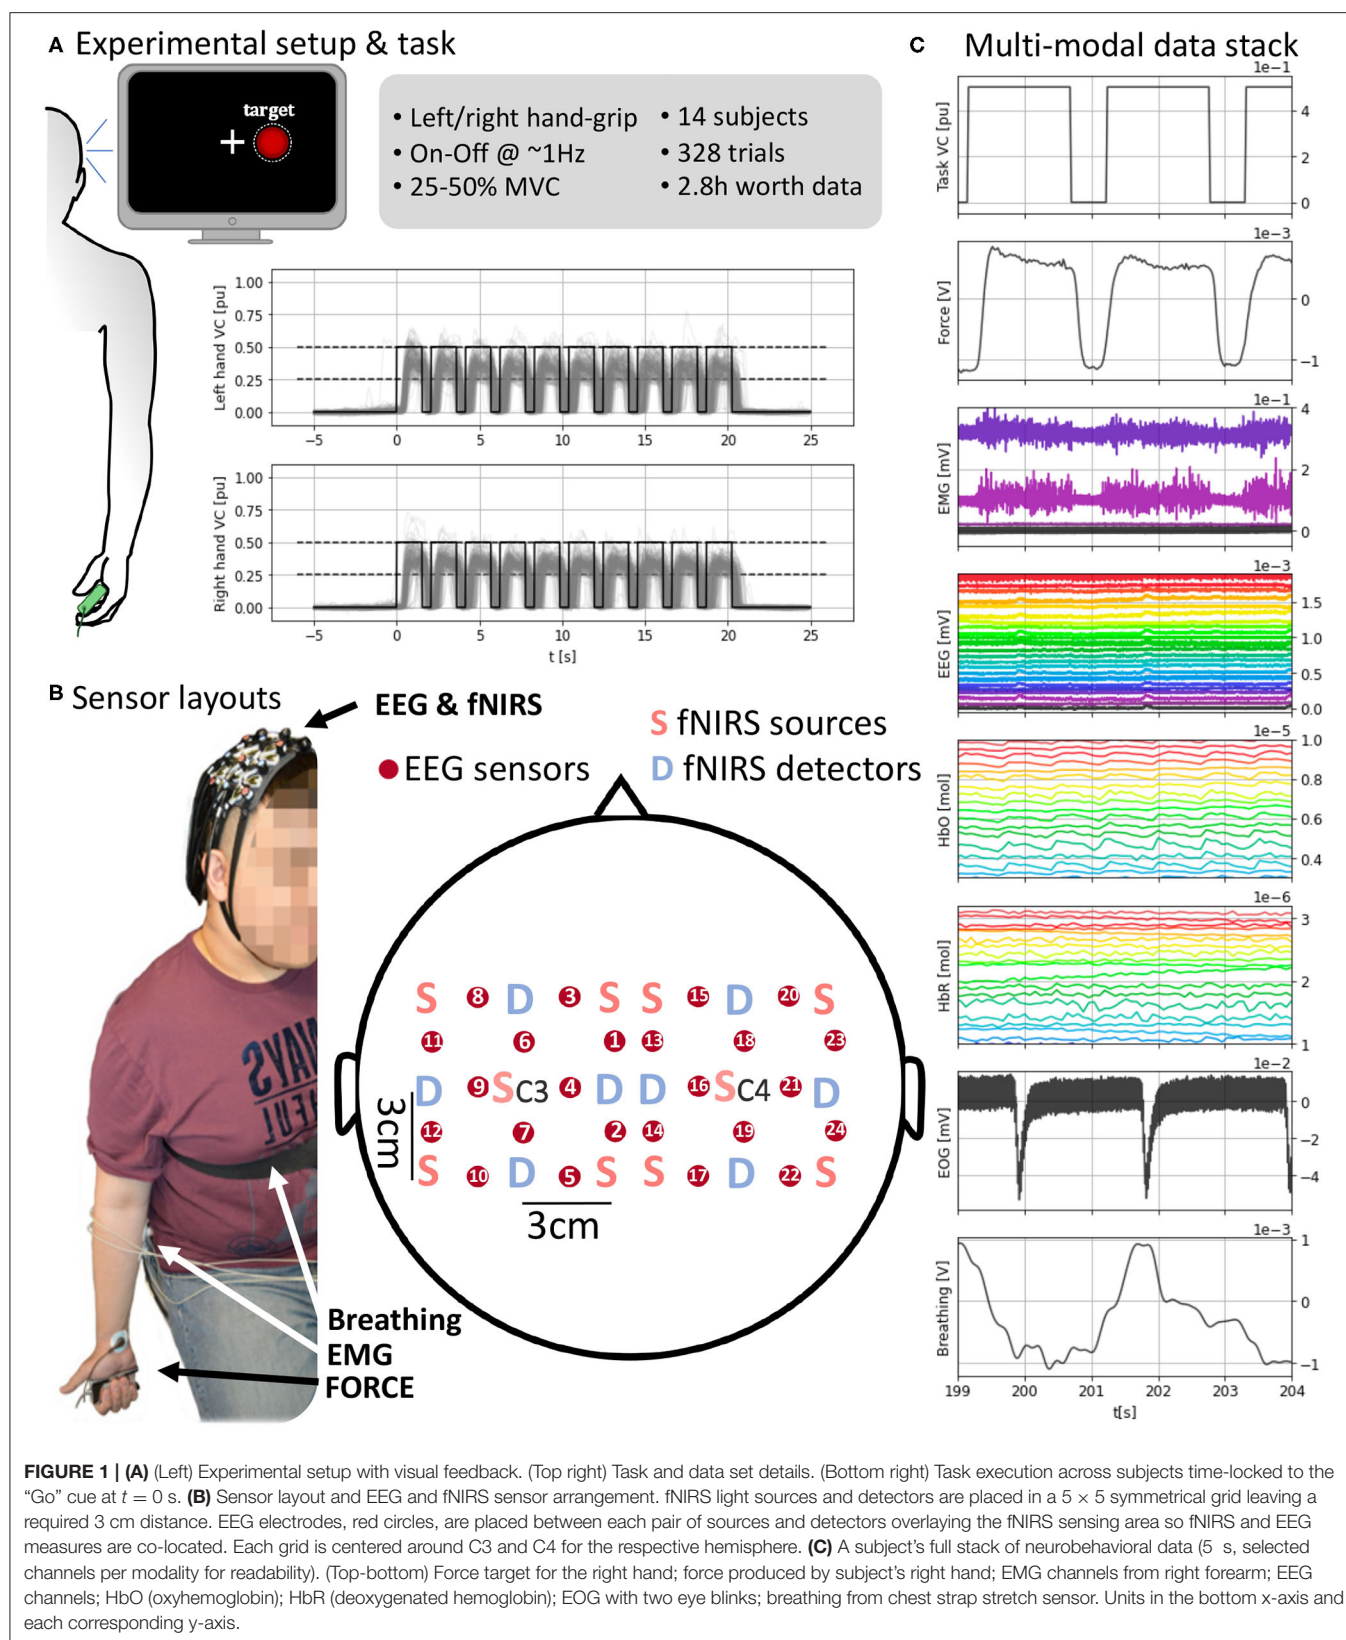 A Experimental setup & task
target
• Left/right hand-grip
• On-Off @ ~1Hz
• 25-50% MVC
• 14 subjects
• 328 trials
• 2.8h worth data
Left hand VC [pu]
1.00
0.75
0.50
0.25
0.00
−5 0 5 10 15 20 25
Right hand VC [pu]
1.00
0.75
0.50
0.25
0.00
−5 0 5 10 15 20 25
t [s]
B Sensor layouts
EEG & fNIRS
EEG sensors
S fNIRS sources
D fNIRS detectors
S 8 D 3 S S 15 D 20 S
11 6 1 13 18 23
D 9 S C3 4 D D 16 S C4 21 D
12 7 2 14 19 24
S 10 D 5 S S 17 D 22 S
3cm
3cm
Breathing
EMG
FORCE
C Multi-modal data stack
1e−1
Task VC [pu]
4
2
0
1e−3
Force [V]
0
−1
1e−1
EMG [mV]
4
2
0
1e−3
EEG [mV]
1.5
1.0
0.5
0.0
1e−5
HbO [mol]
1.0
0.8
0.6
0.4
1e−6
HbR [mol]
3
2
1
1e−2
EOG [mV]
0
−2
−4
1e−3
Breathing [V]
1
0
−1
199 200 201 202 203 204
t[s]
FIGURE 1 | (A) (Left) Experimental setup with visual feedback. (Top right) Task and data set details. (Bottom right) Task execution across subjects time-locked to the
“Go” cue at t = 0 s. (B) Sensor layout and EEG and fNIRS sensor arrangement. fNIRS light sources and detectors are placed in a 5 × 5 symmetrical grid leaving a
required 3 cm distance. EEG electrodes, red circles, are placed between each pair of sources and detectors overlaying the fNIRS sensing area so fNIRS and EEG
measures are co-located. Each grid is centered around C3 and C4 for the respective hemisphere. (C) A subject’s full stack of neurobehavioral data (5 s, selected
channels per modality for readability). (Top-bottom) Force target for the right hand; force produced by subject’s right hand; EMG channels from right forearm; EEG
channels; HbO (oxyhemoglobin); HbR (deoxygenated hemoglobin); EOG with two eye blinks; breathing from chest strap stretch sensor. Units in the bottom x-axis and
each corresponding y-axis.